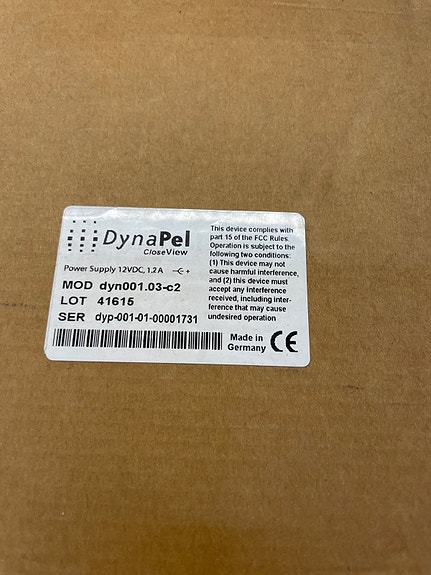 DynaPel
CloseView
Power Supply 12VDC, 1.2 A +
MOD dyn001.03-c2
LOT 41615
SER dyp-001-01-00001731
This device complies with
part 15 of the FCC Rules.
Operation is subject to the
following two conditions:
(1) This device may not
cause harmful interference,
and (2) this device must
accept any interference
received, including inter-
ference that may cause
undesired operation
Made in
Germany CE